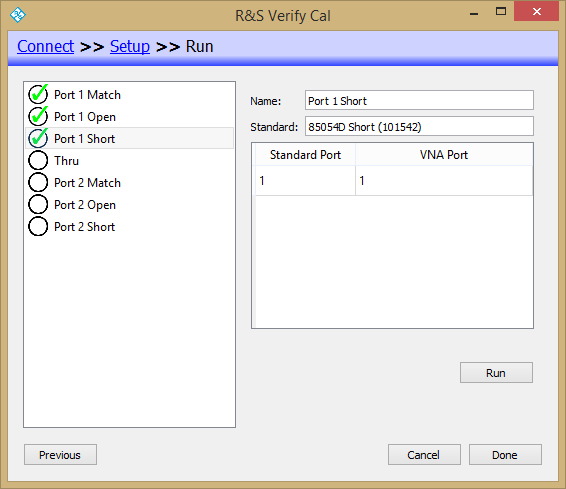 R&S Verify Cal
Connect >> Setup >> Run
Port 1 Match
Port 1 Open
Port 1 Short
Thru
Port 2 Match
Port 2 Open
Port 2 Short
Name: Port 1 Short
Standard: 85054D Short (101542)
Standard Port VNA Port
1 1
Run
Previous Cancel Done